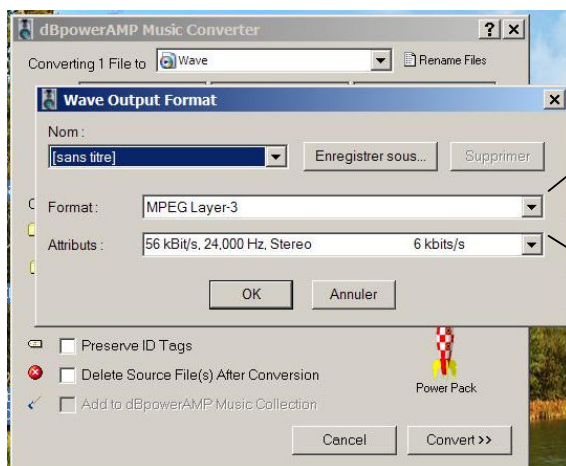 dBpowerAMP Music Converter
Converting 1 File to Wave Rename Files
Wave Output Format
Nom :
[sans titre] Enregistrer sous... Supprimer
Format : MPEG Layer-3
Attributs : 56 kBit/s, 24,000 Hz, Stereo 6 kbits/s
OK Annuler
Preserve ID Tags
Delete Source File(s) After Conversion
Power Pack
Add to dBpowerAMP Music Collection
Cancel Convert >>